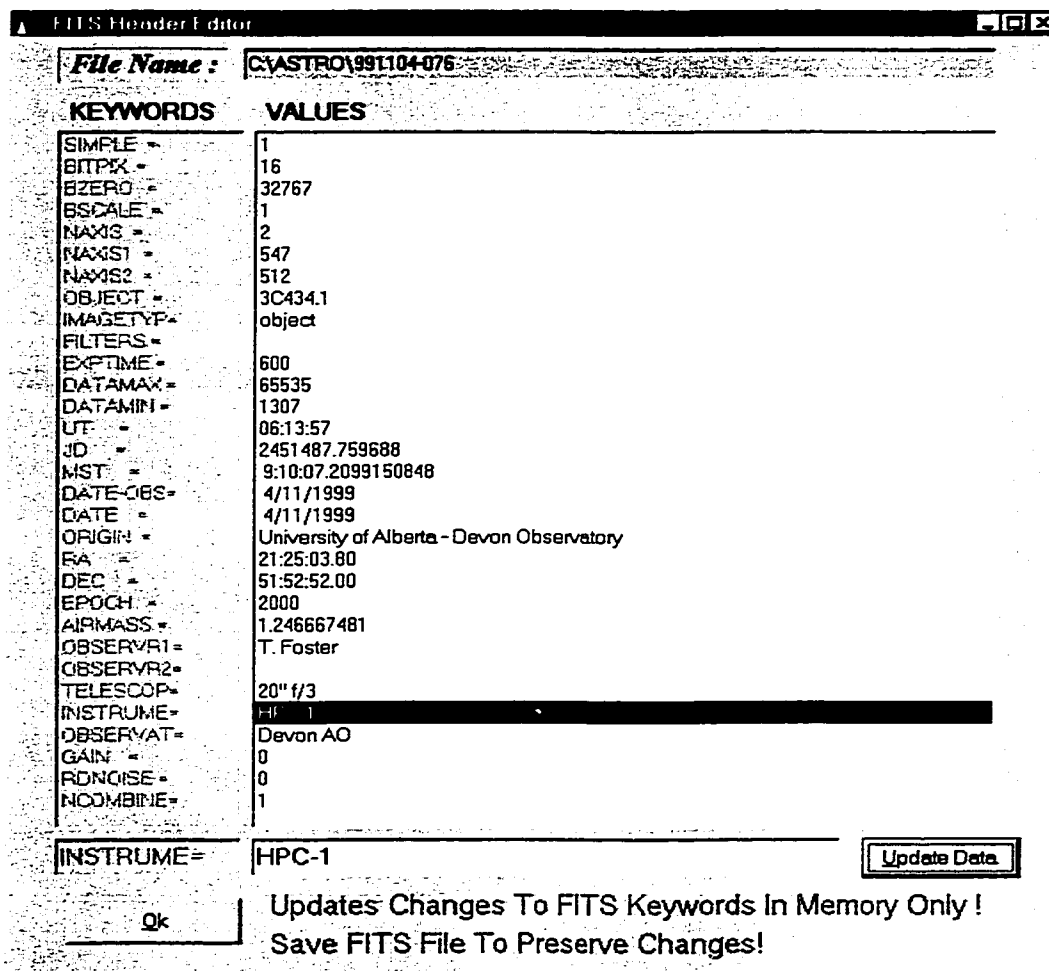 FITS Header Editor
File Name : C:\ASTRO\991104-076
KEYWORDS VALUES
SIMPLE = 1
BITPIX = 16
BZERO = 32767
BSCALE = 1
NAXIS = 2
NAXIS1 = 547
NAXIS2 = 512
OBJECT = 3C434.1
IMAGETYP= object
FILTERS=
EXPTIME= 600
DATAMAX= 65535
DATAMIN= 1307
UT = 06:13:57
JD = 2451487.759688
MST = 9:10:07.2099150848
DATE-OBS= 4/11/1999
DATE = 4/11/1999
ORIGIN = University of Alberta - Devon Observatory
RA = 21:25:03.80
DEC = 51:52:52.00
EPOCH = 2000
AIRMASS = 1.246667481
OBSERVR1= T. Foster
OBSERVR2=
TELESCOP= 20" f/3
INSTRUME= HPC-1
OBSERVAT= Devon AO
GAIN = 0
RDNOISE= 0
NCOMBINE= 1
INSTRUME= HPC-1 Update Data
Ok Updates Changes To FITS Keywords In Memory Only !
Save FITS File To Preserve Changes!